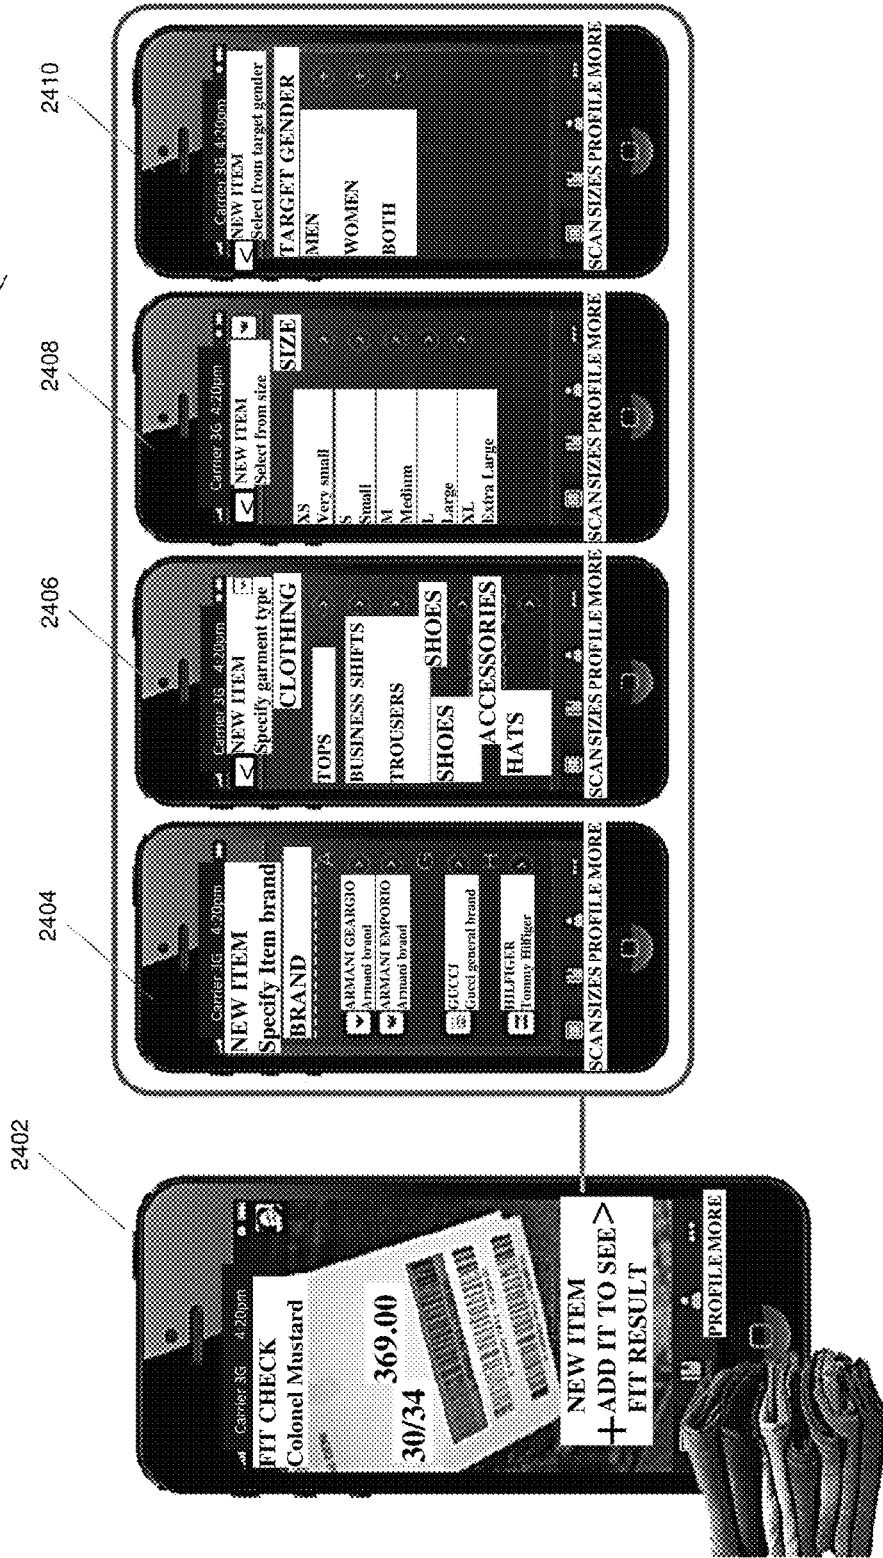 2402
Carrier 3G 4:20pm
FIT CHECK
Colonel Mustard
369.00
30/34
NEW ITEM
+ADD IT TO SEE>
FIT RESULT
PROFILE MORE
2404
Carrier 3G 4:20pm
NEW ITEM
Specify Item brand
BRAND
A
ARMANI GEARGIO
Armani brand
ARMANI EMPORIO
Armani brand
G
GUCCI
Gucci general brand
H
HILFIGER
Tommy Hilfiger
SCAN SIZES PROFILE MORE
2406
Carrier 3G 4:20pm
< NEW ITEM
Specify garment type
CLOTHING
TOPS
BUSINESS SHIFTS
TROUSERS
SHOES
SHOES
ACCESSORIES
HATS
SCAN SIZES PROFILE MORE
2408
Carrier 3G 4:20pm
< NEW ITEM
Select from size
SIZE
XS
Very small
S
Small
M
Medium
L
Large
XL
Extra Large
SCAN SIZES PROFILE MORE
2410
Carrier 3G 4:20pm
< NEW ITEM
Select from target gender
TARGET GENDER
MEN
WOMEN
BOTH
SCAN SIZES PROFILE MORE